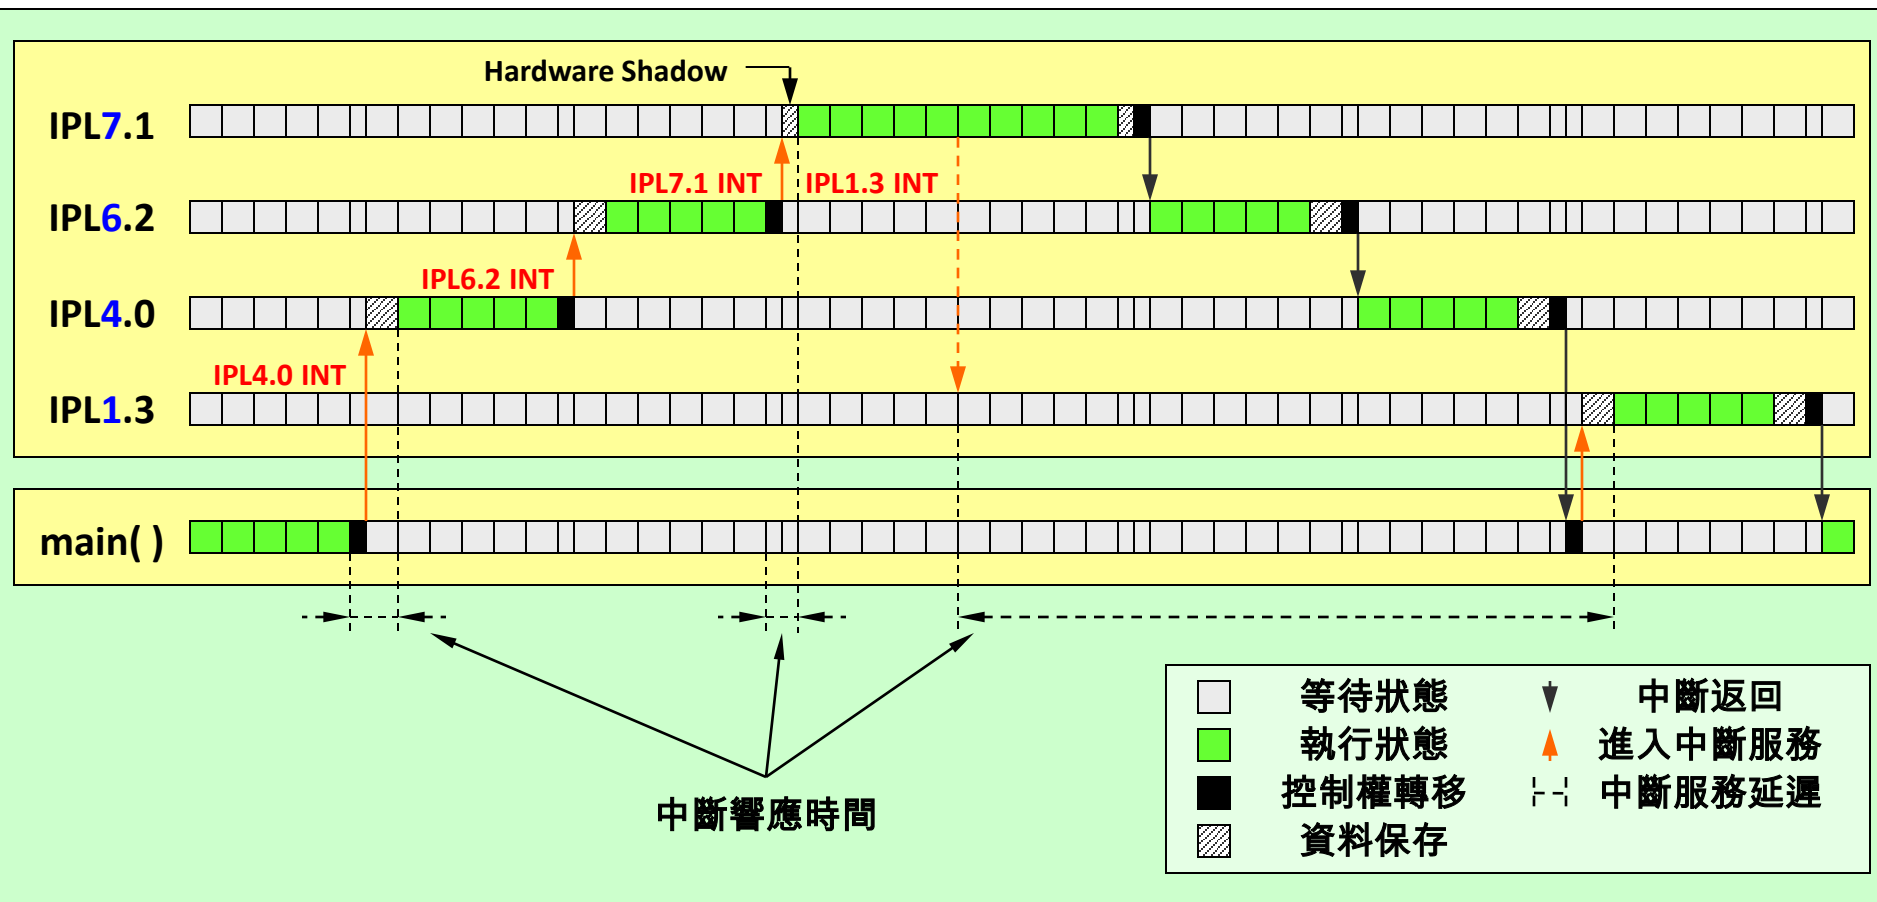 Hardware Shadow
IPL7.1
IPL7.1 INT
IPL1.3 INT
IPL6.2
IPL6.2 INT
IPL4.0
IPL4.0 INT
IPL1.3
main( )
中斷響應時間
等待狀態
中斷返回
執行狀態
進入中斷服務
控制權轉移
中斷服務延遲
資料保存